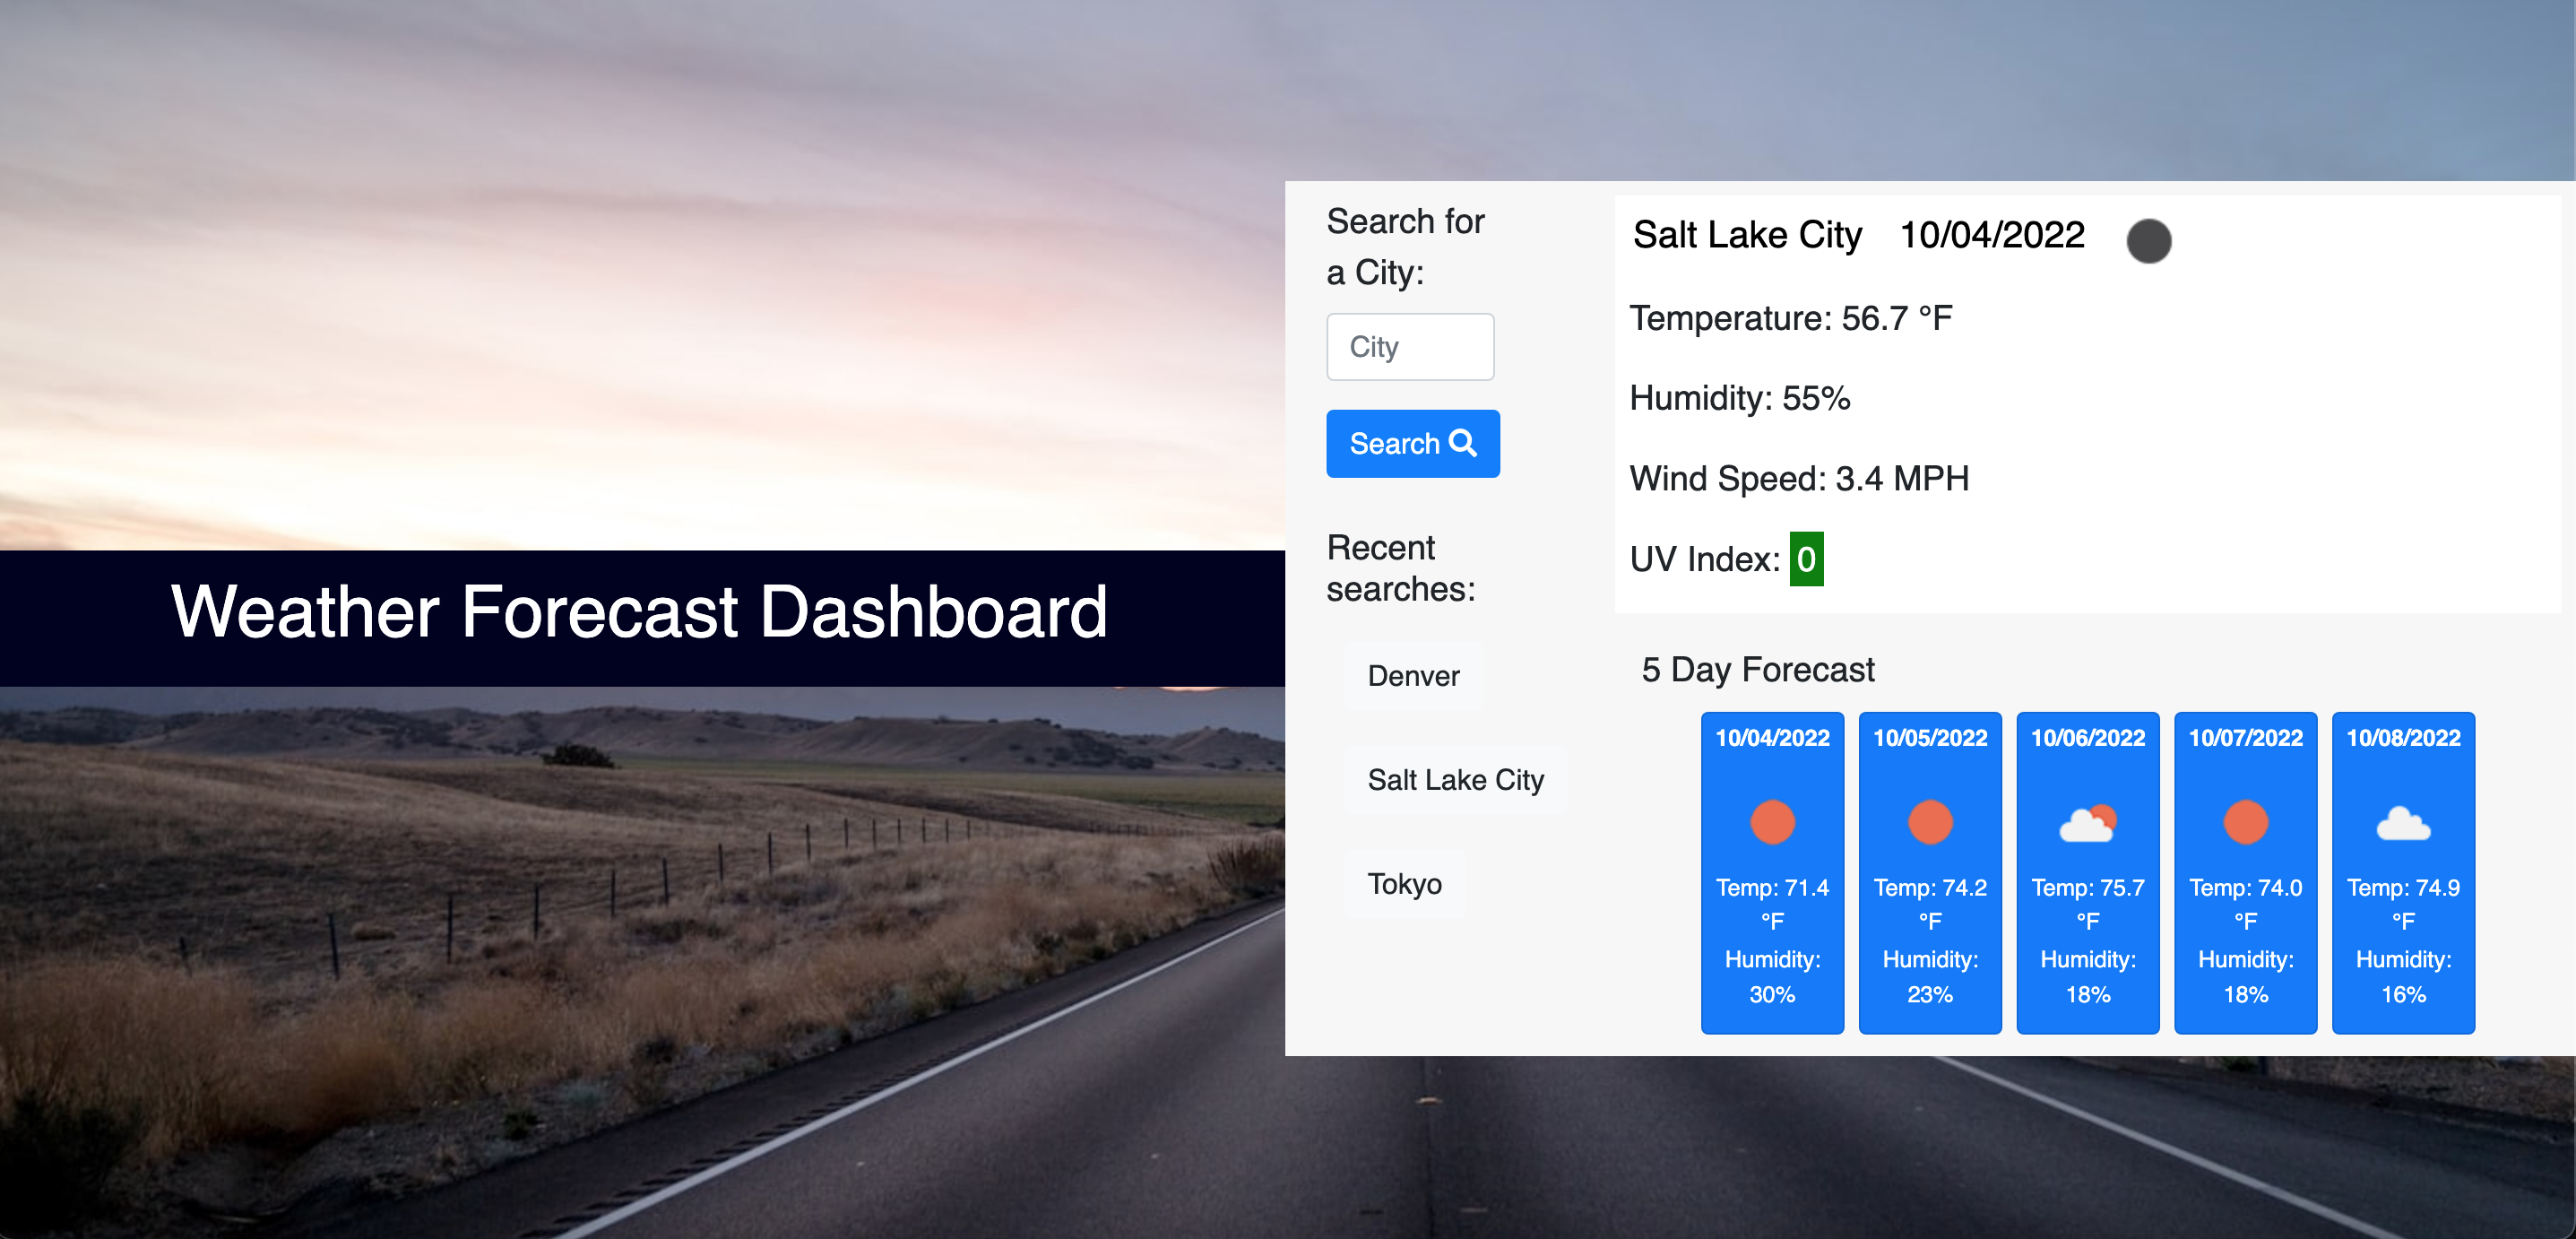 Weather Forecast Dashboard
Search for
a City:
City
Search
Recent
searches:
Denver
Salt Lake City
Tokyo
Salt Lake City 10/04/2022
Temperature: 56.7 °F
Humidity: 55%
Wind Speed: 3.4 MPH
UV Index: 0
5 Day Forecast
10/04/2022
Temp: 71.4
°F
Humidity:
30%
10/05/2022
Temp: 74.2
°F
Humidity:
23%
10/06/2022
Temp: 75.7
°F
Humidity:
18%
10/07/2022
Temp: 74.0
°F
Humidity:
18%
10/08/2022
Temp: 74.9
°F
Humidity:
16%